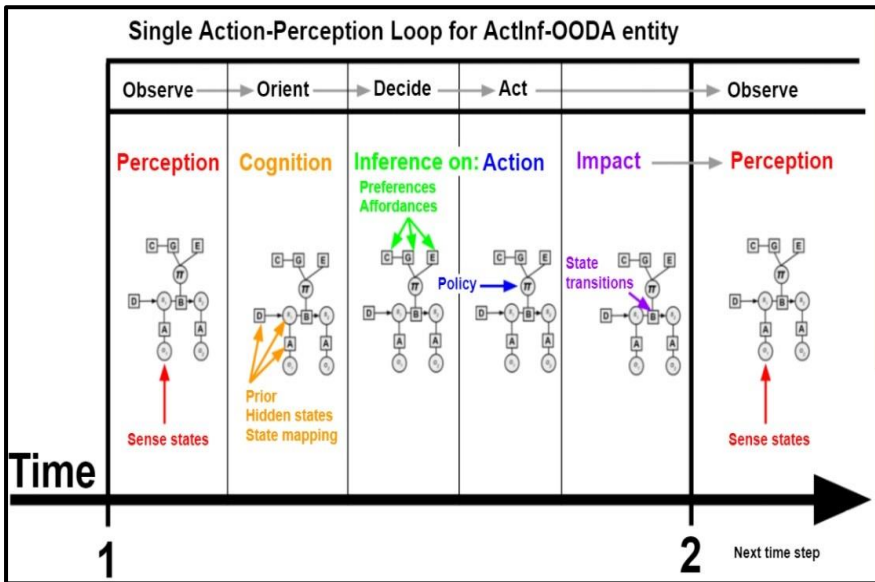 Single Action-Perception Loop for ActInf-OODA entity
Observe Orient Decide Act Observe
Perception Cognition Inference on: Action Impact Perception
Preferences
Affordances
C G E
π
D B
A A
C G E
π
D B
A A
C G E
π
D B
A A
C G E
π
D B
A A
C G E
π
D B
A A
C G E
π
D B
A A
Policy
State
transitions
Prior
Hidden states
State mapping
Sense states
Sense states
Time
1
2
Next time step